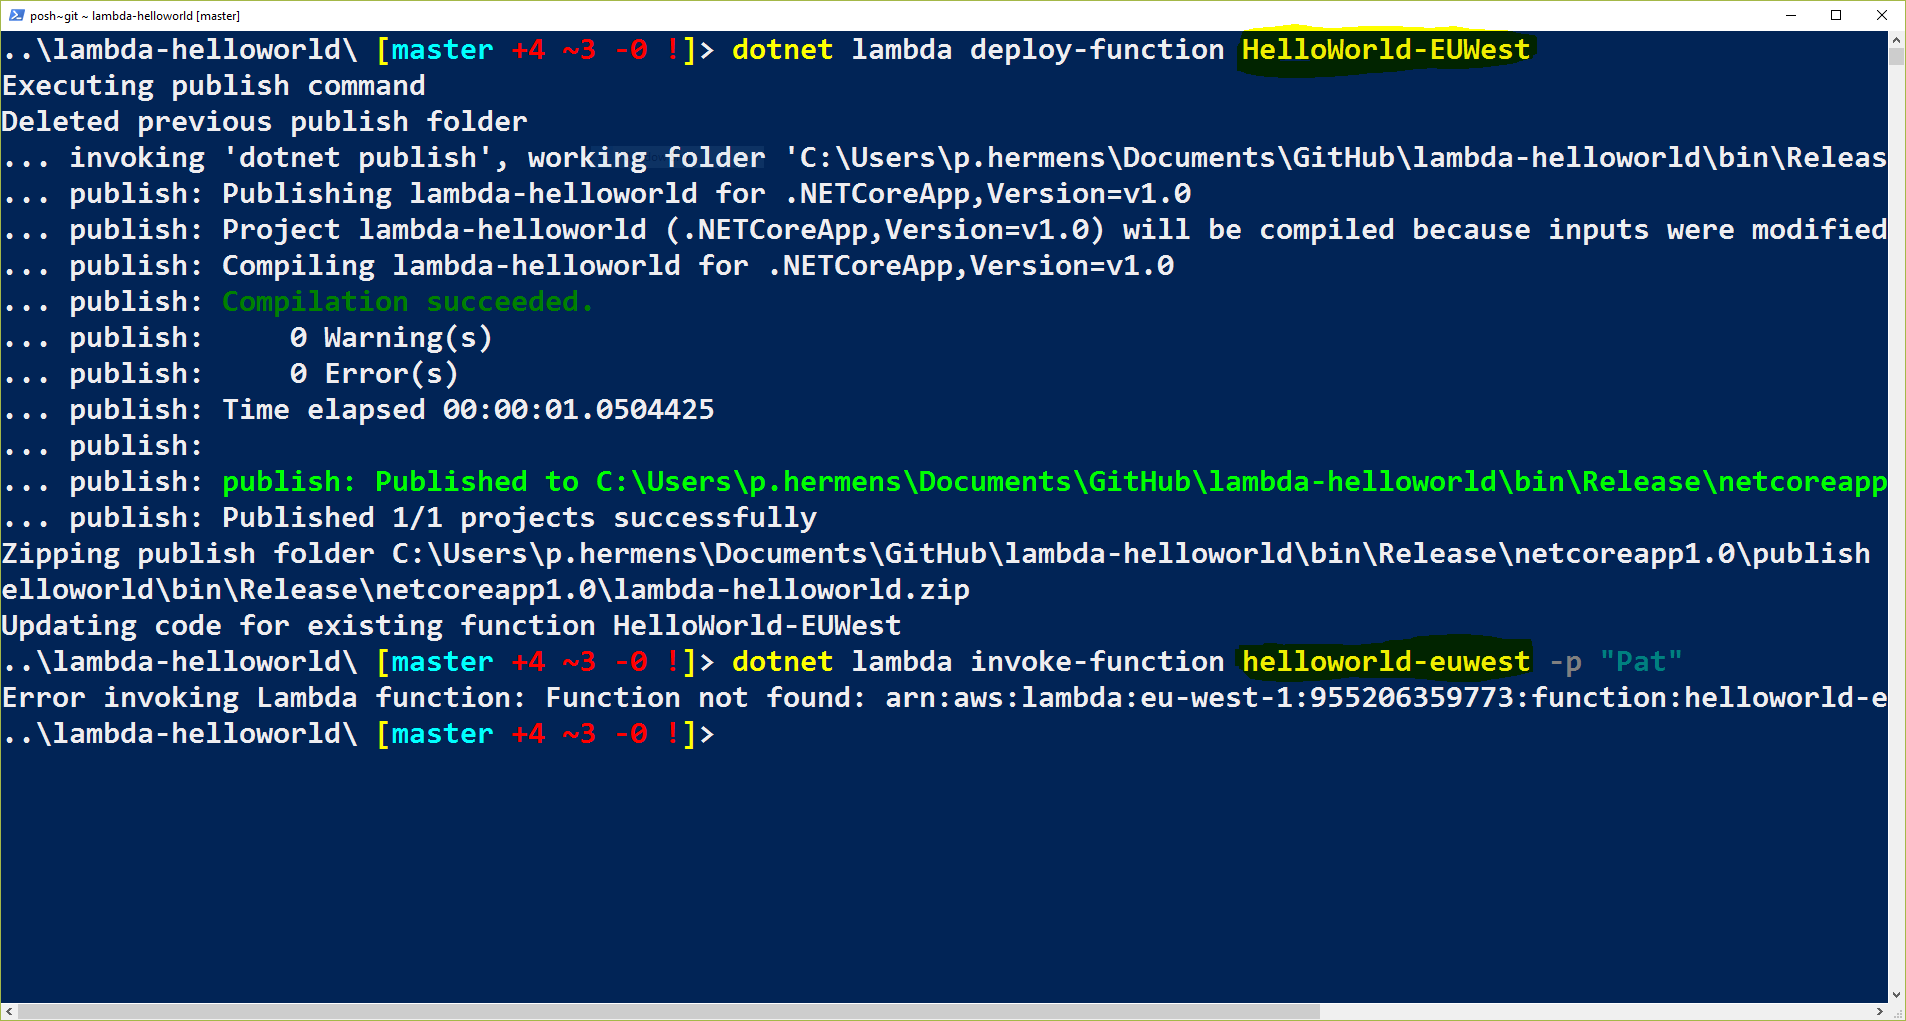 posh~git ~ lambda-helloworld [master]
..\lambda-helloworld\ [master +4 ~3 -0 !]> dotnet lambda deploy-function HelloWorld-EUWest
Executing publish command
Deleted previous publish folder
... invoking 'dotnet publish', working folder 'C:\Users\p.hermens\Documents\GitHub\lambda-helloworld\bin\Releas
... publish: Publishing lambda-helloworld for .NETCoreApp,Version=v1.0
... publish: Project lambda-helloworld (.NETCoreApp,Version=v1.0) will be compiled because inputs were modified
... publish: Compiling lambda-helloworld for .NETCoreApp,Version=v1.0
... publish: Compilation succeeded.
... publish:     0 Warning(s)
... publish:     0 Error(s)
... publish: Time elapsed 00:00:01.0504425
... publish:
... publish: publish: Published to C:\Users\p.hermens\Documents\GitHub\lambda-helloworld\bin\Release\netcoreapp
... publish: Published 1/1 projects successfully
Zipping publish folder C:\Users\p.hermens\Documents\GitHub\lambda-helloworld\bin\Release\netcoreapp1.0\publish
elloworld\bin\Release\netcoreapp1.0\lambda-helloworld.zip
Updating code for existing function HelloWorld-EUWest
..\lambda-helloworld\ [master +4 ~3 -0 !]> dotnet lambda invoke-function helloworld-euwest -p "Pat"
Error invoking Lambda function: Function not found: arn:aws:lambda:eu-west-1:955206359773:function:helloworld-e
..\lambda-helloworld\ [master +4 ~3 -0 !]>